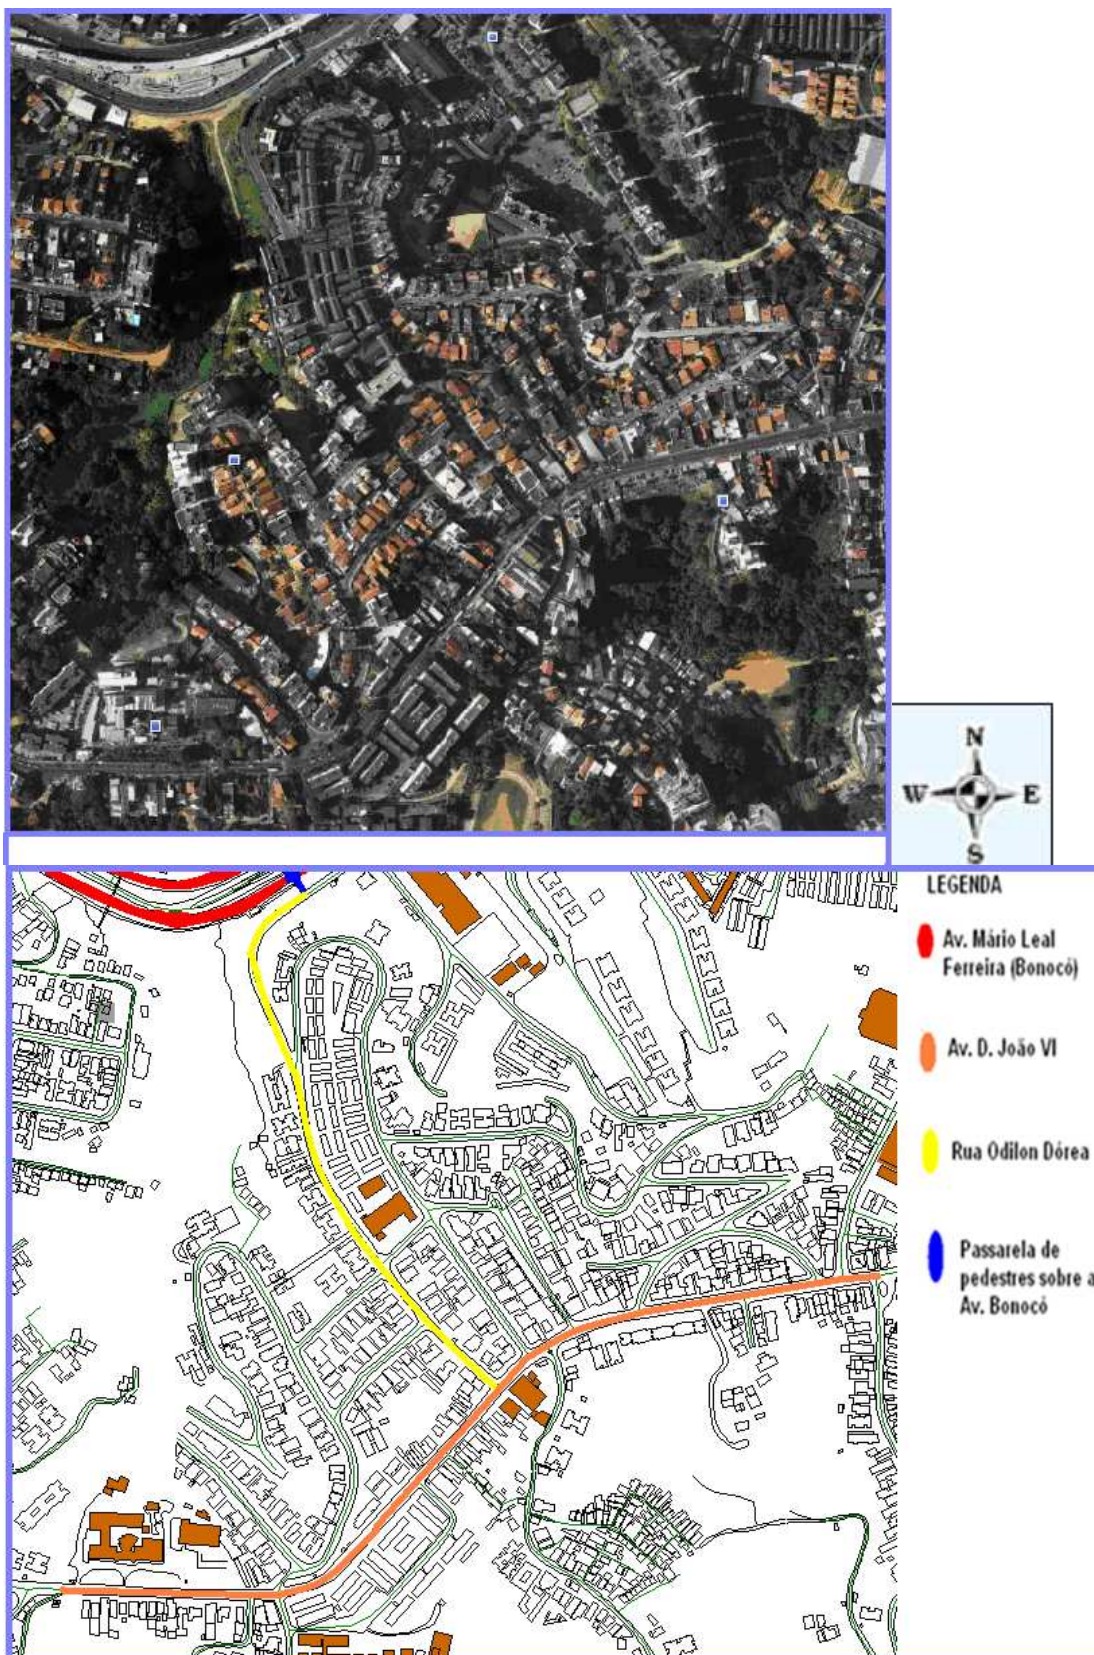 N
W E
S
LEGENDA
Av. Mário Leal
Ferreira (Bonocó)
Av. D. João VI
Rua Odilon Dórea
Passarela de
pedestres sobre a
Av. Bonocó